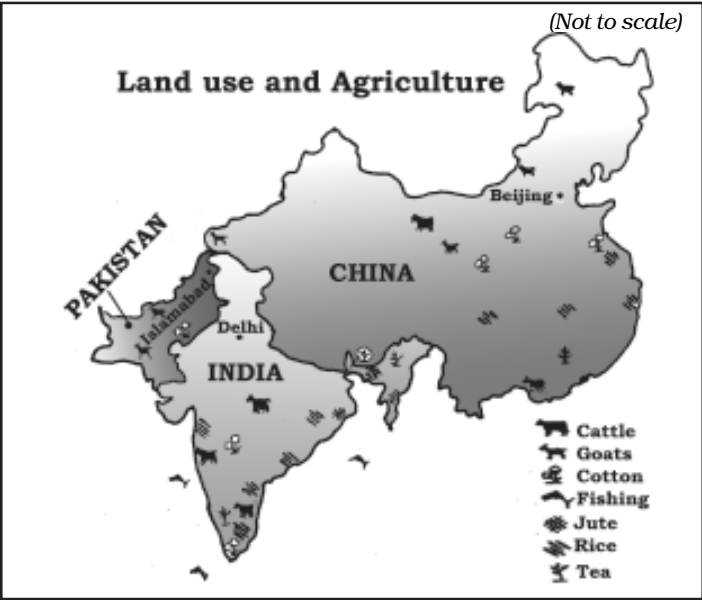 (Not to scale)
Land use and Agriculture
Beijing
PAKISTAN
CHINA
Islamabad
Delhi
INDIA
Cattle
Goats
Cotton
Fishing
Jute
Rice
Tea